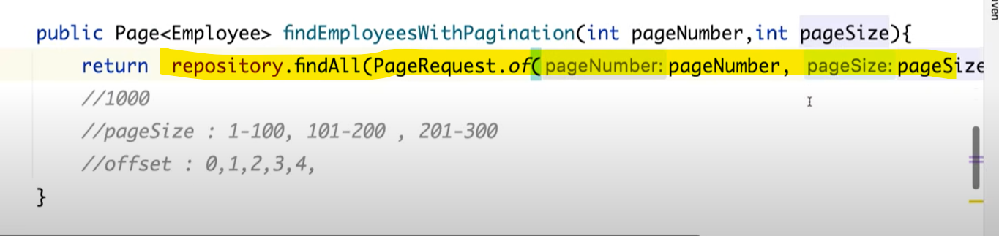 public Page<Employee> findEmployeesWithPagination(int pageNumber,int pageSize){
return repository.findAll(PageRequest.of( pageNumber: pageNumber, pageSize: pageSize
//1000
//pageSize : 1-100, 101-200 , 201-300
//offset : 0,1,2,3,4,
}
ven